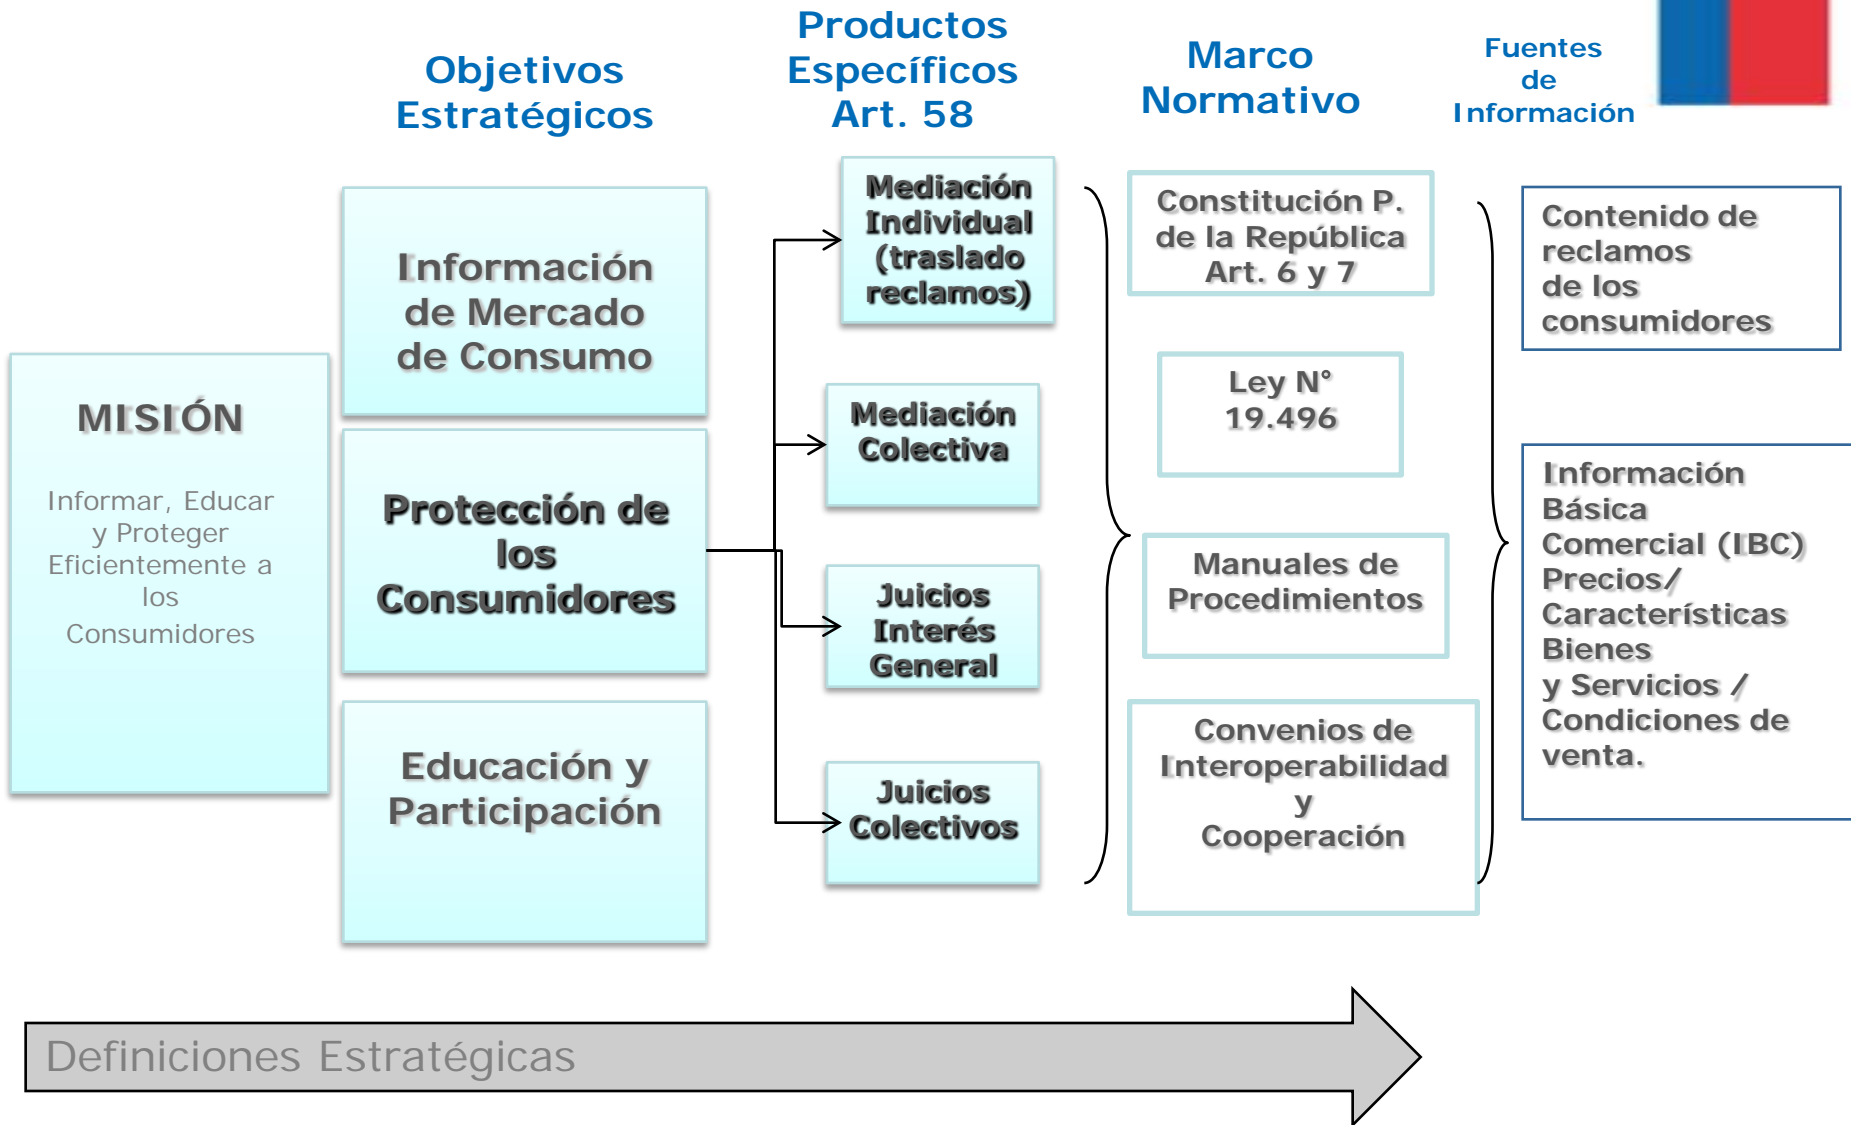 Objetivos
Estratégicos
Productos
Específicos
Art. 58
Marco
Normativo
Fuentes
de
Información
MISIÓN
Informar, Educar
y Proteger
Eficientemente a
los
Consumidores
Información
de Mercado
de Consumo
Protección de
los
Consumidores
Educación y
Participación
Mediación
Individual
(traslado
reclamos)
Mediación
Colectiva
Juicios
Interés
General
Juicios
Colectivos
Constitución P.
de la República
Art. 6 y 7
Ley N°
19.496
Manuales de
Procedimientos
Convenios de
Interoperabilidad
y
Cooperación
Contenido de
reclamos
de los
consumidores
Información
Básica
Comercial (IBC)
Precios/
Característicás
Bienes
y Servicios /
Condiciones de
venta.
Definiciones Estratégicas